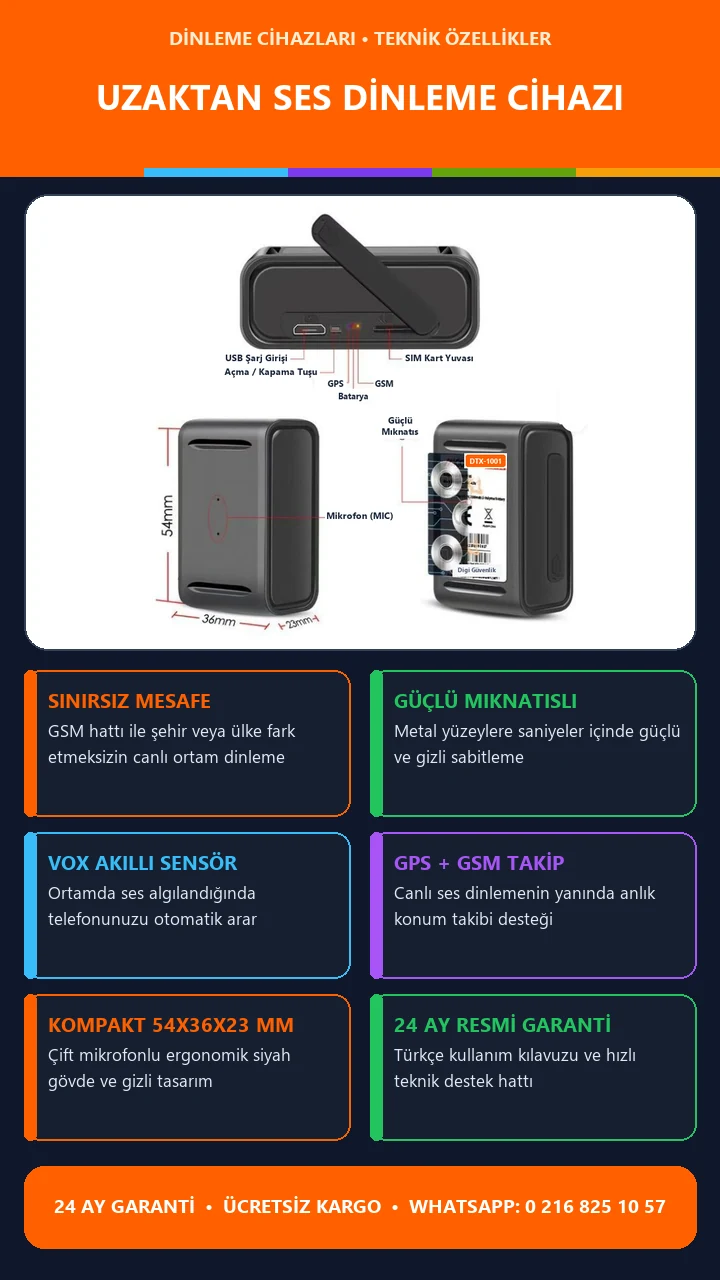 DİNLEME CİHAZLARI • TEKNİK ÖZELLİKLER
UZAKTAN SES DİNLEME CİHAZI
USB Şarj Girişi
SIM Kart Yuvası
Açma / Kapama Tuşu
GPS
GSM
Batarya
Güçlü
Mıknatıs
DTX-1001
54mm
Mikrofon (MIC)
Digi Güvenlik
36mm
23mm
SINIRSIZ MESAFE
GSM hattı ile şehir veya ülke fark
etmeksizin canlı ortam dinleme
GÜÇLÜ MIKNATISLI
Metal yüzeylere saniyeler içinde güçlü
ve gizli sabitleme
VOX AKILLI SENSÖR
Ortamda ses algılandığında
telefonunuzu otomatik arar
GPS + GSM TAKİP
Canlı ses dinlemenin yanında anlık
konum takibi desteği
KOMPAKT 54X36X23 MM
Çift mikrofonlu ergonomik siyah
gövde ve gizli tasarım
24 AY RESMİ GARANTİ
Türkçe kullanım kılavuzu ve hızlı
teknik destek hattı
24 AY GARANTİ • ÜCRETSİZ KARGO • WHATSAPP: 0 216 825 10 57